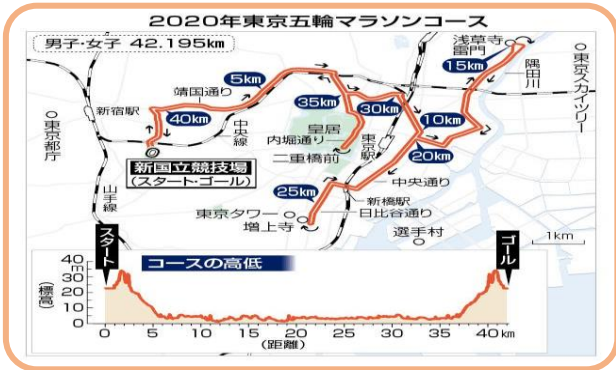 2020年東京五輪マラソンコース
男子・女子 42.195km
浅草寺
雷門
15km
隅田川
東京スカイツリー
5km
靖国通り
新宿駅
40km
中央線
35km
30km
10km
東京都庁
皇居
内堀通り
二重橋前
東京駅
20km
新国立競技場
(スタート・ゴール)
25km
中央通り
新橋駅
日比谷通り
山手線
東京タワー
増上寺
選手村
1km
コースの高低
スタート
ゴール
40
m
30
20
10
0
(標高)
0 5 10 15 20 25 30 35 40km
(距離)